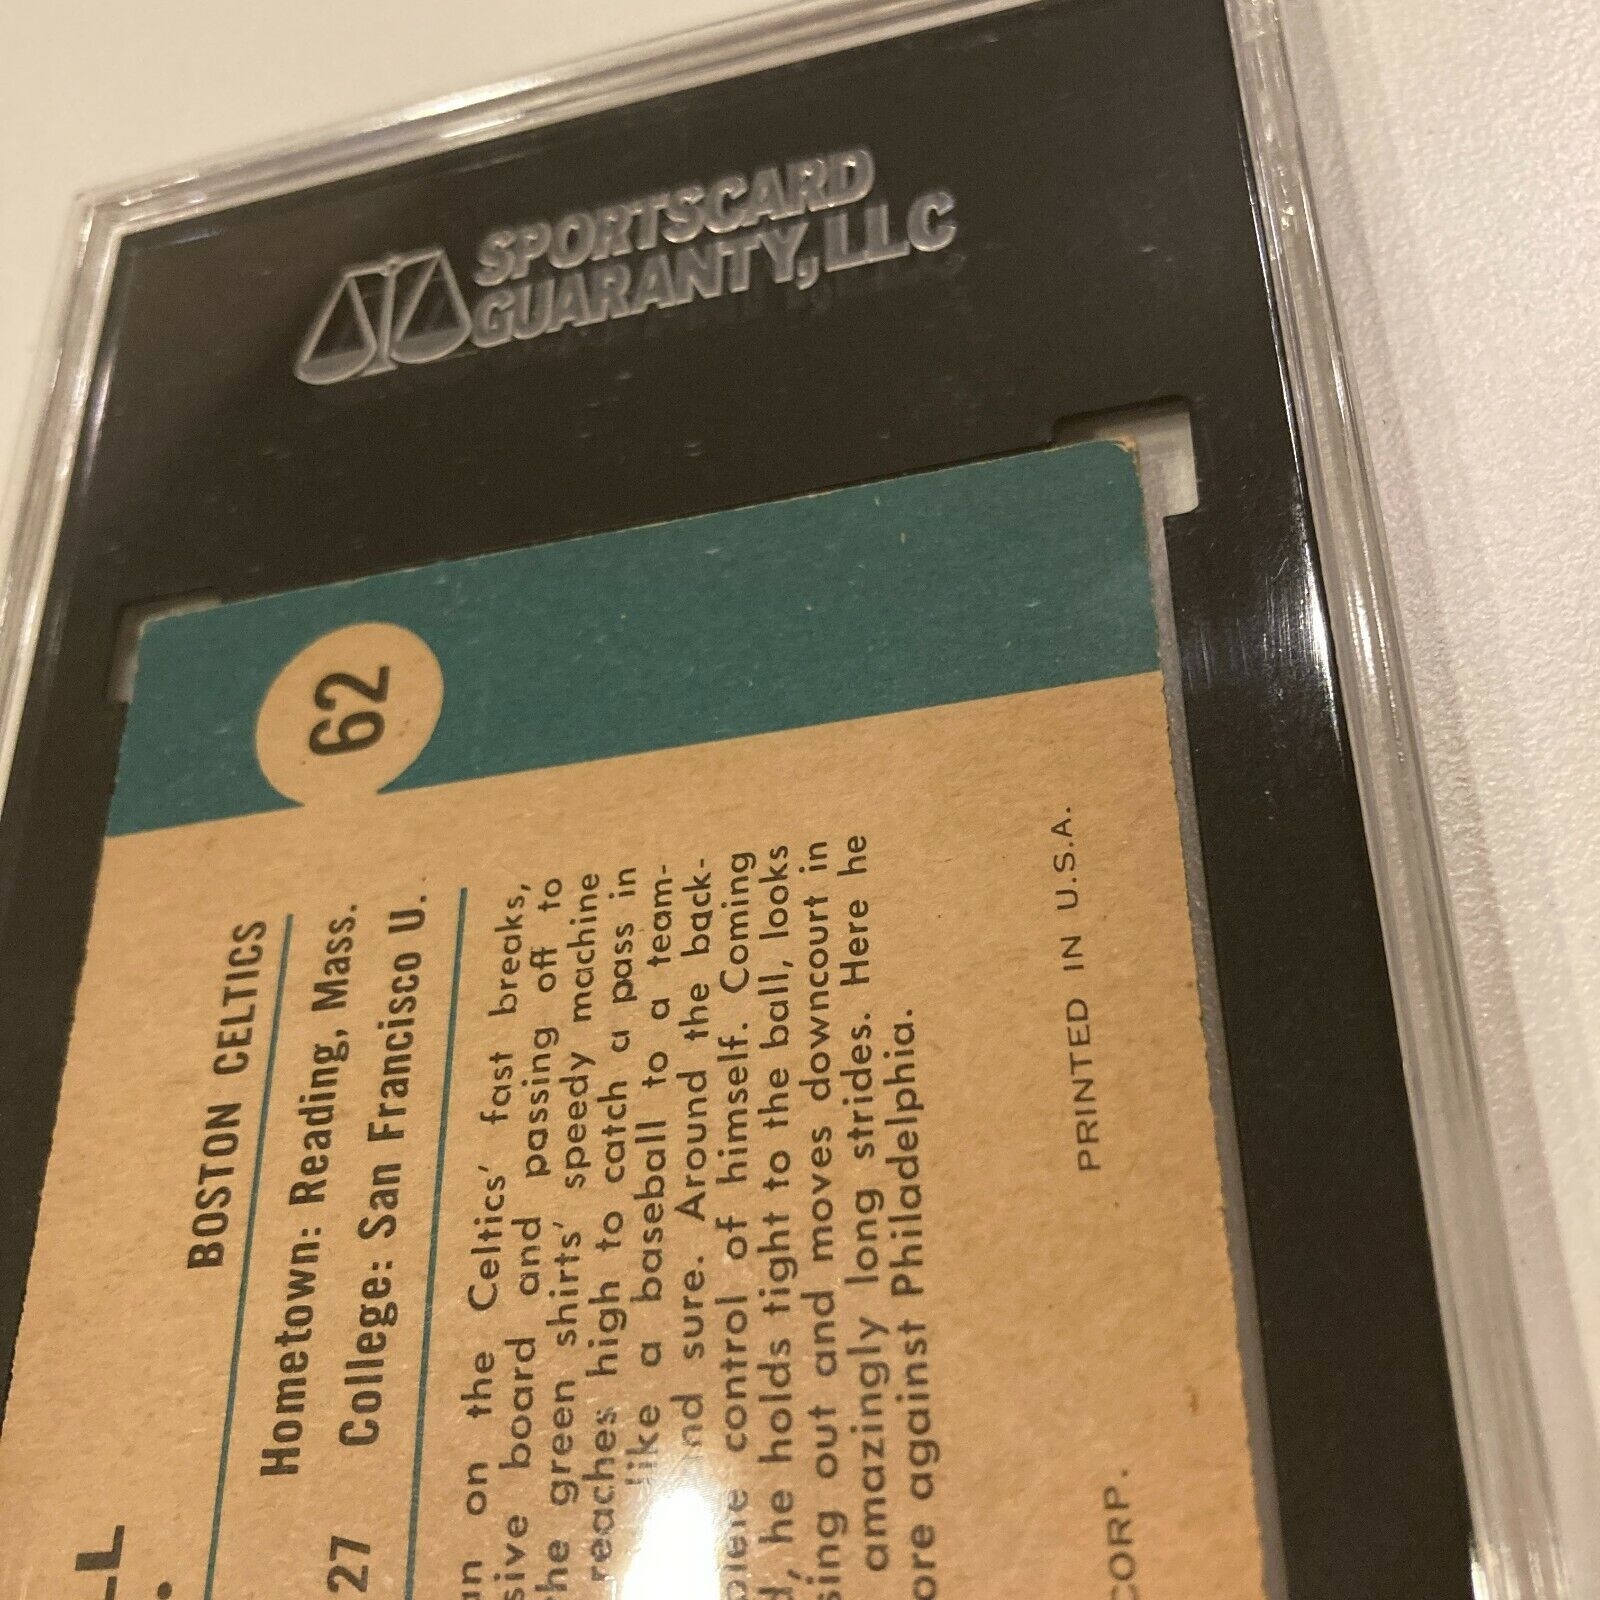 SPORTSCARD
GUARANTY, LLC
62
BOSTON CELTICS
Hometown: Reading, Mass.
27 College: San Francisco U.
on the Celtics' fast breaks,
board and passing off to
green shirts' speedy machine
reaches high to catch a pass in
like a baseball to a team-
sure. Around the back-
control of himself. Coming
he holds tight to the ball, looks
out and moves downcourt in
amazingly long strides. Here he
against Philadelphia.
CORP. PRINTED IN U.S.A.